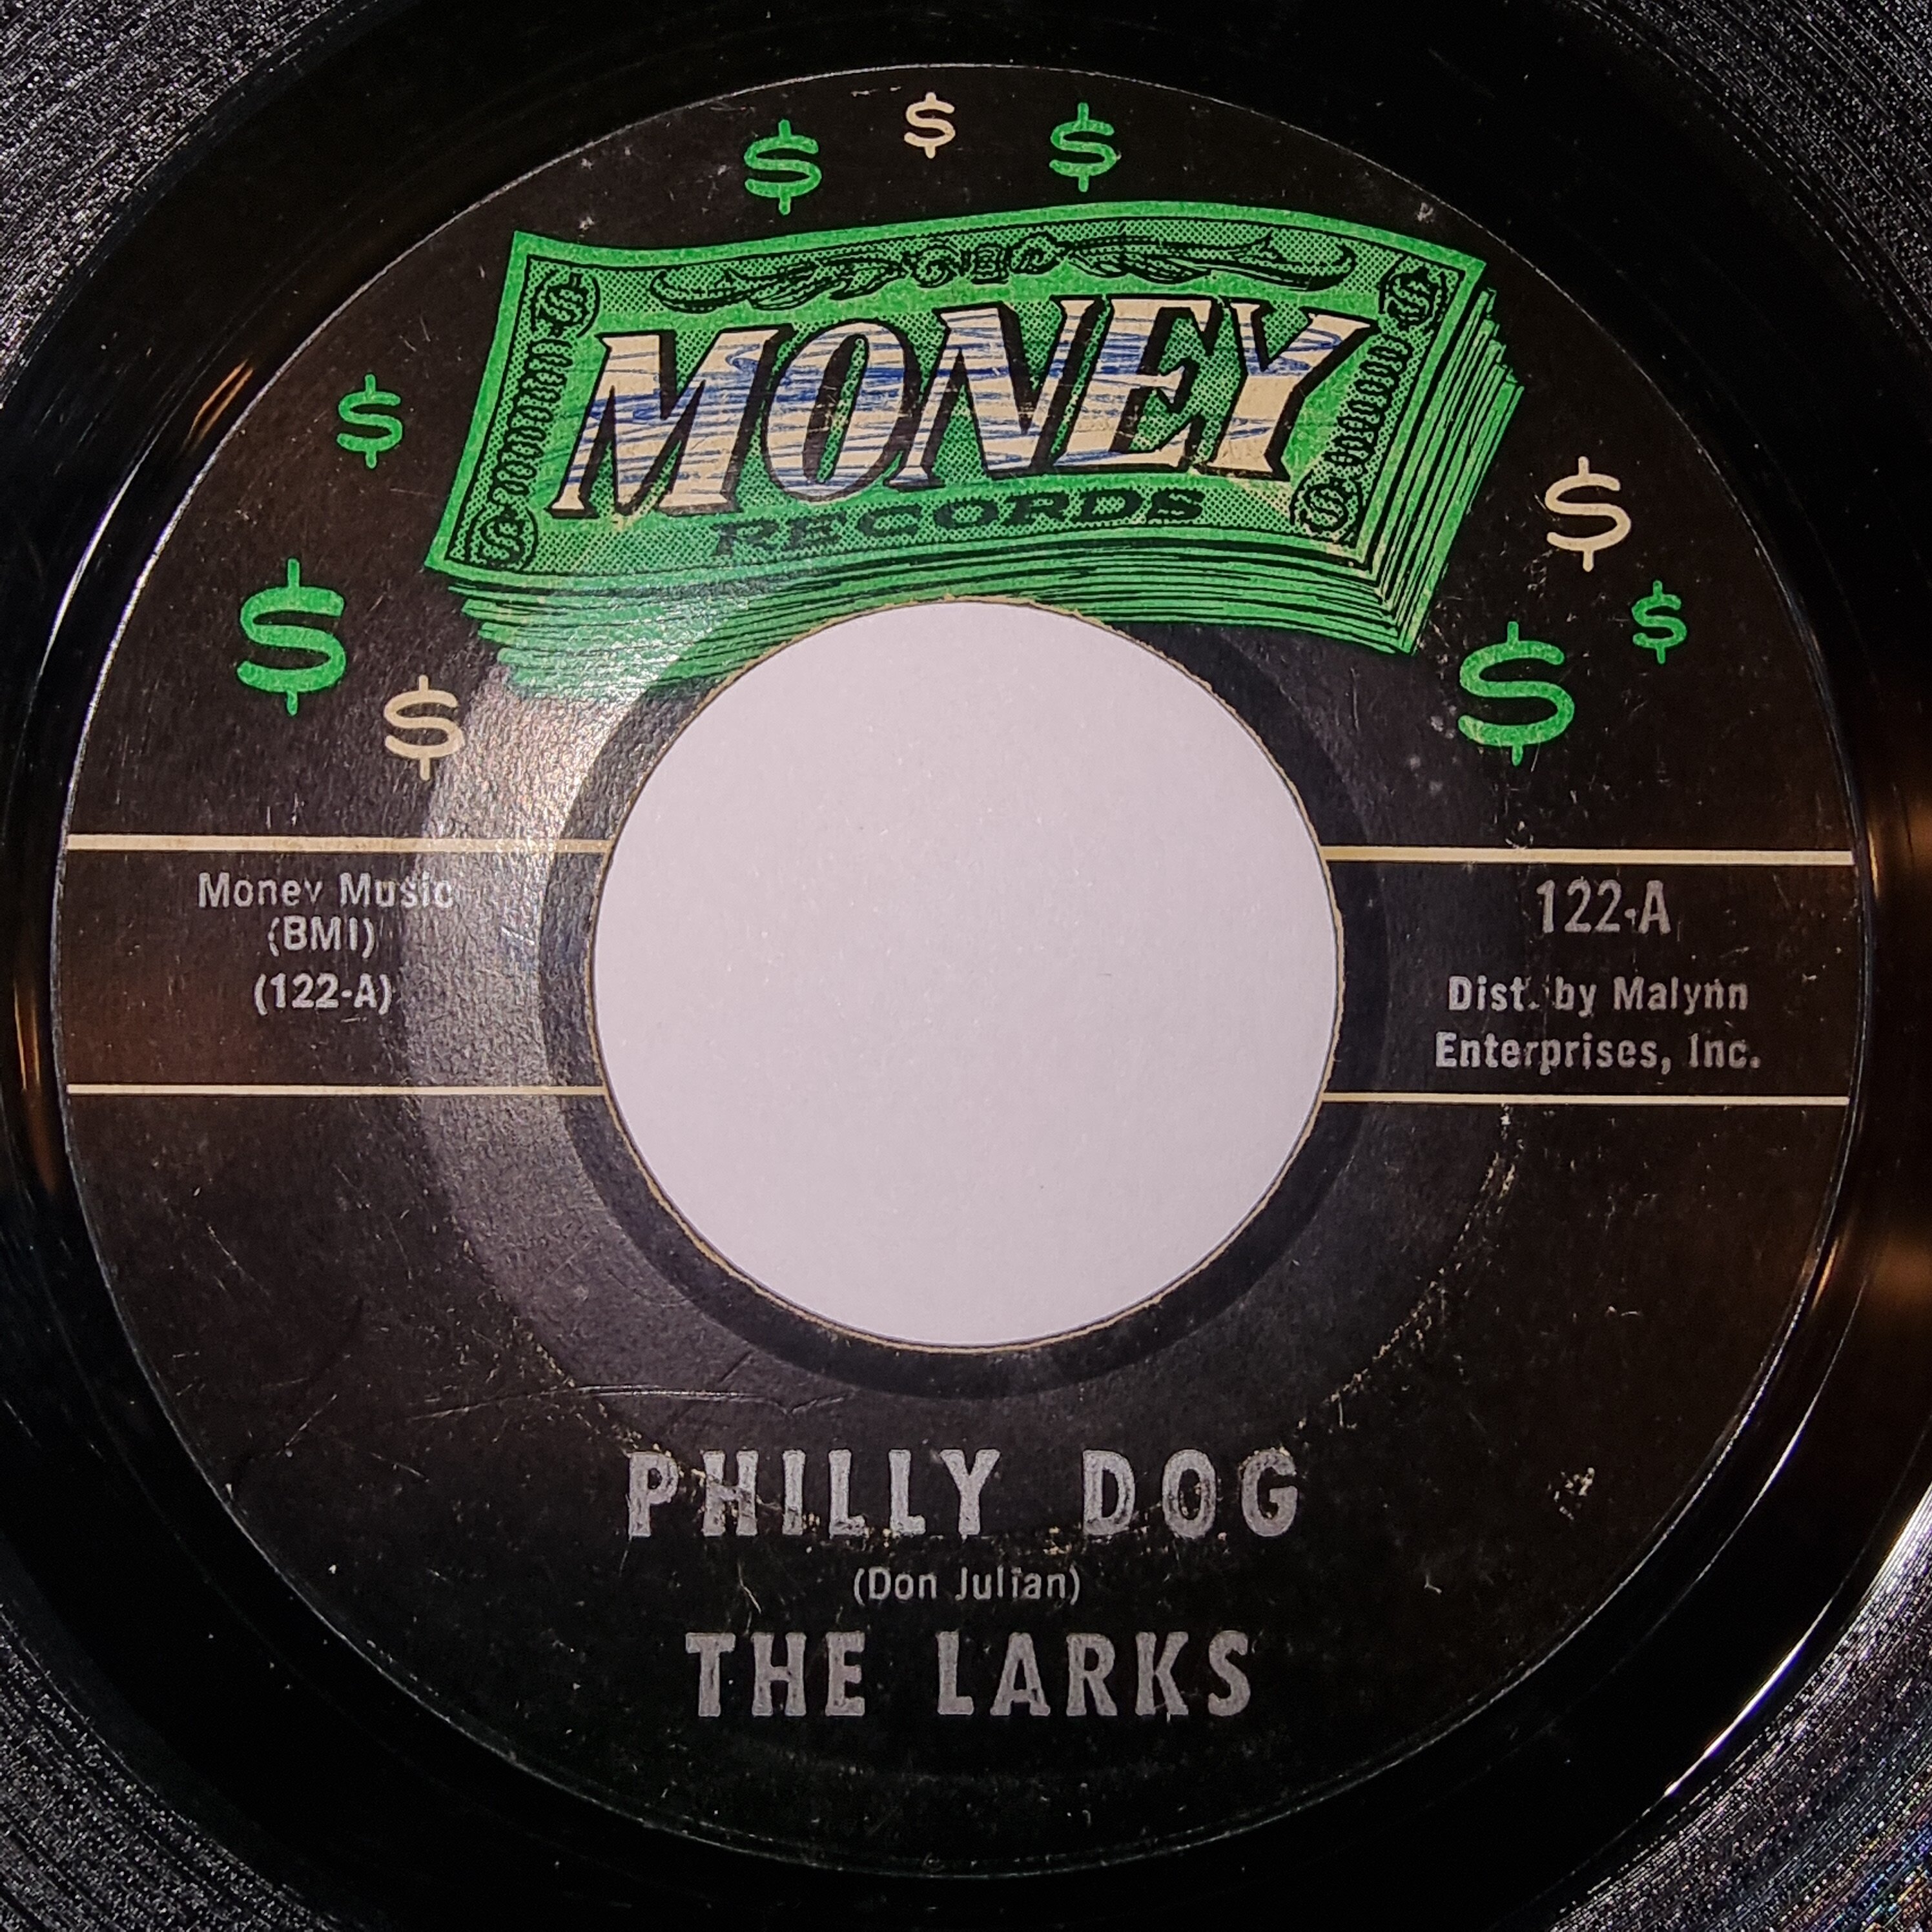 $ $ $
MONEY
RECORDS
$ $ $
$ $ $
Money Music
(BMI)
(122-A)
122-A
Dist. by Malynn
Enterprises, Inc.
PHILLY DOG
(Don Julian)
THE LARKS